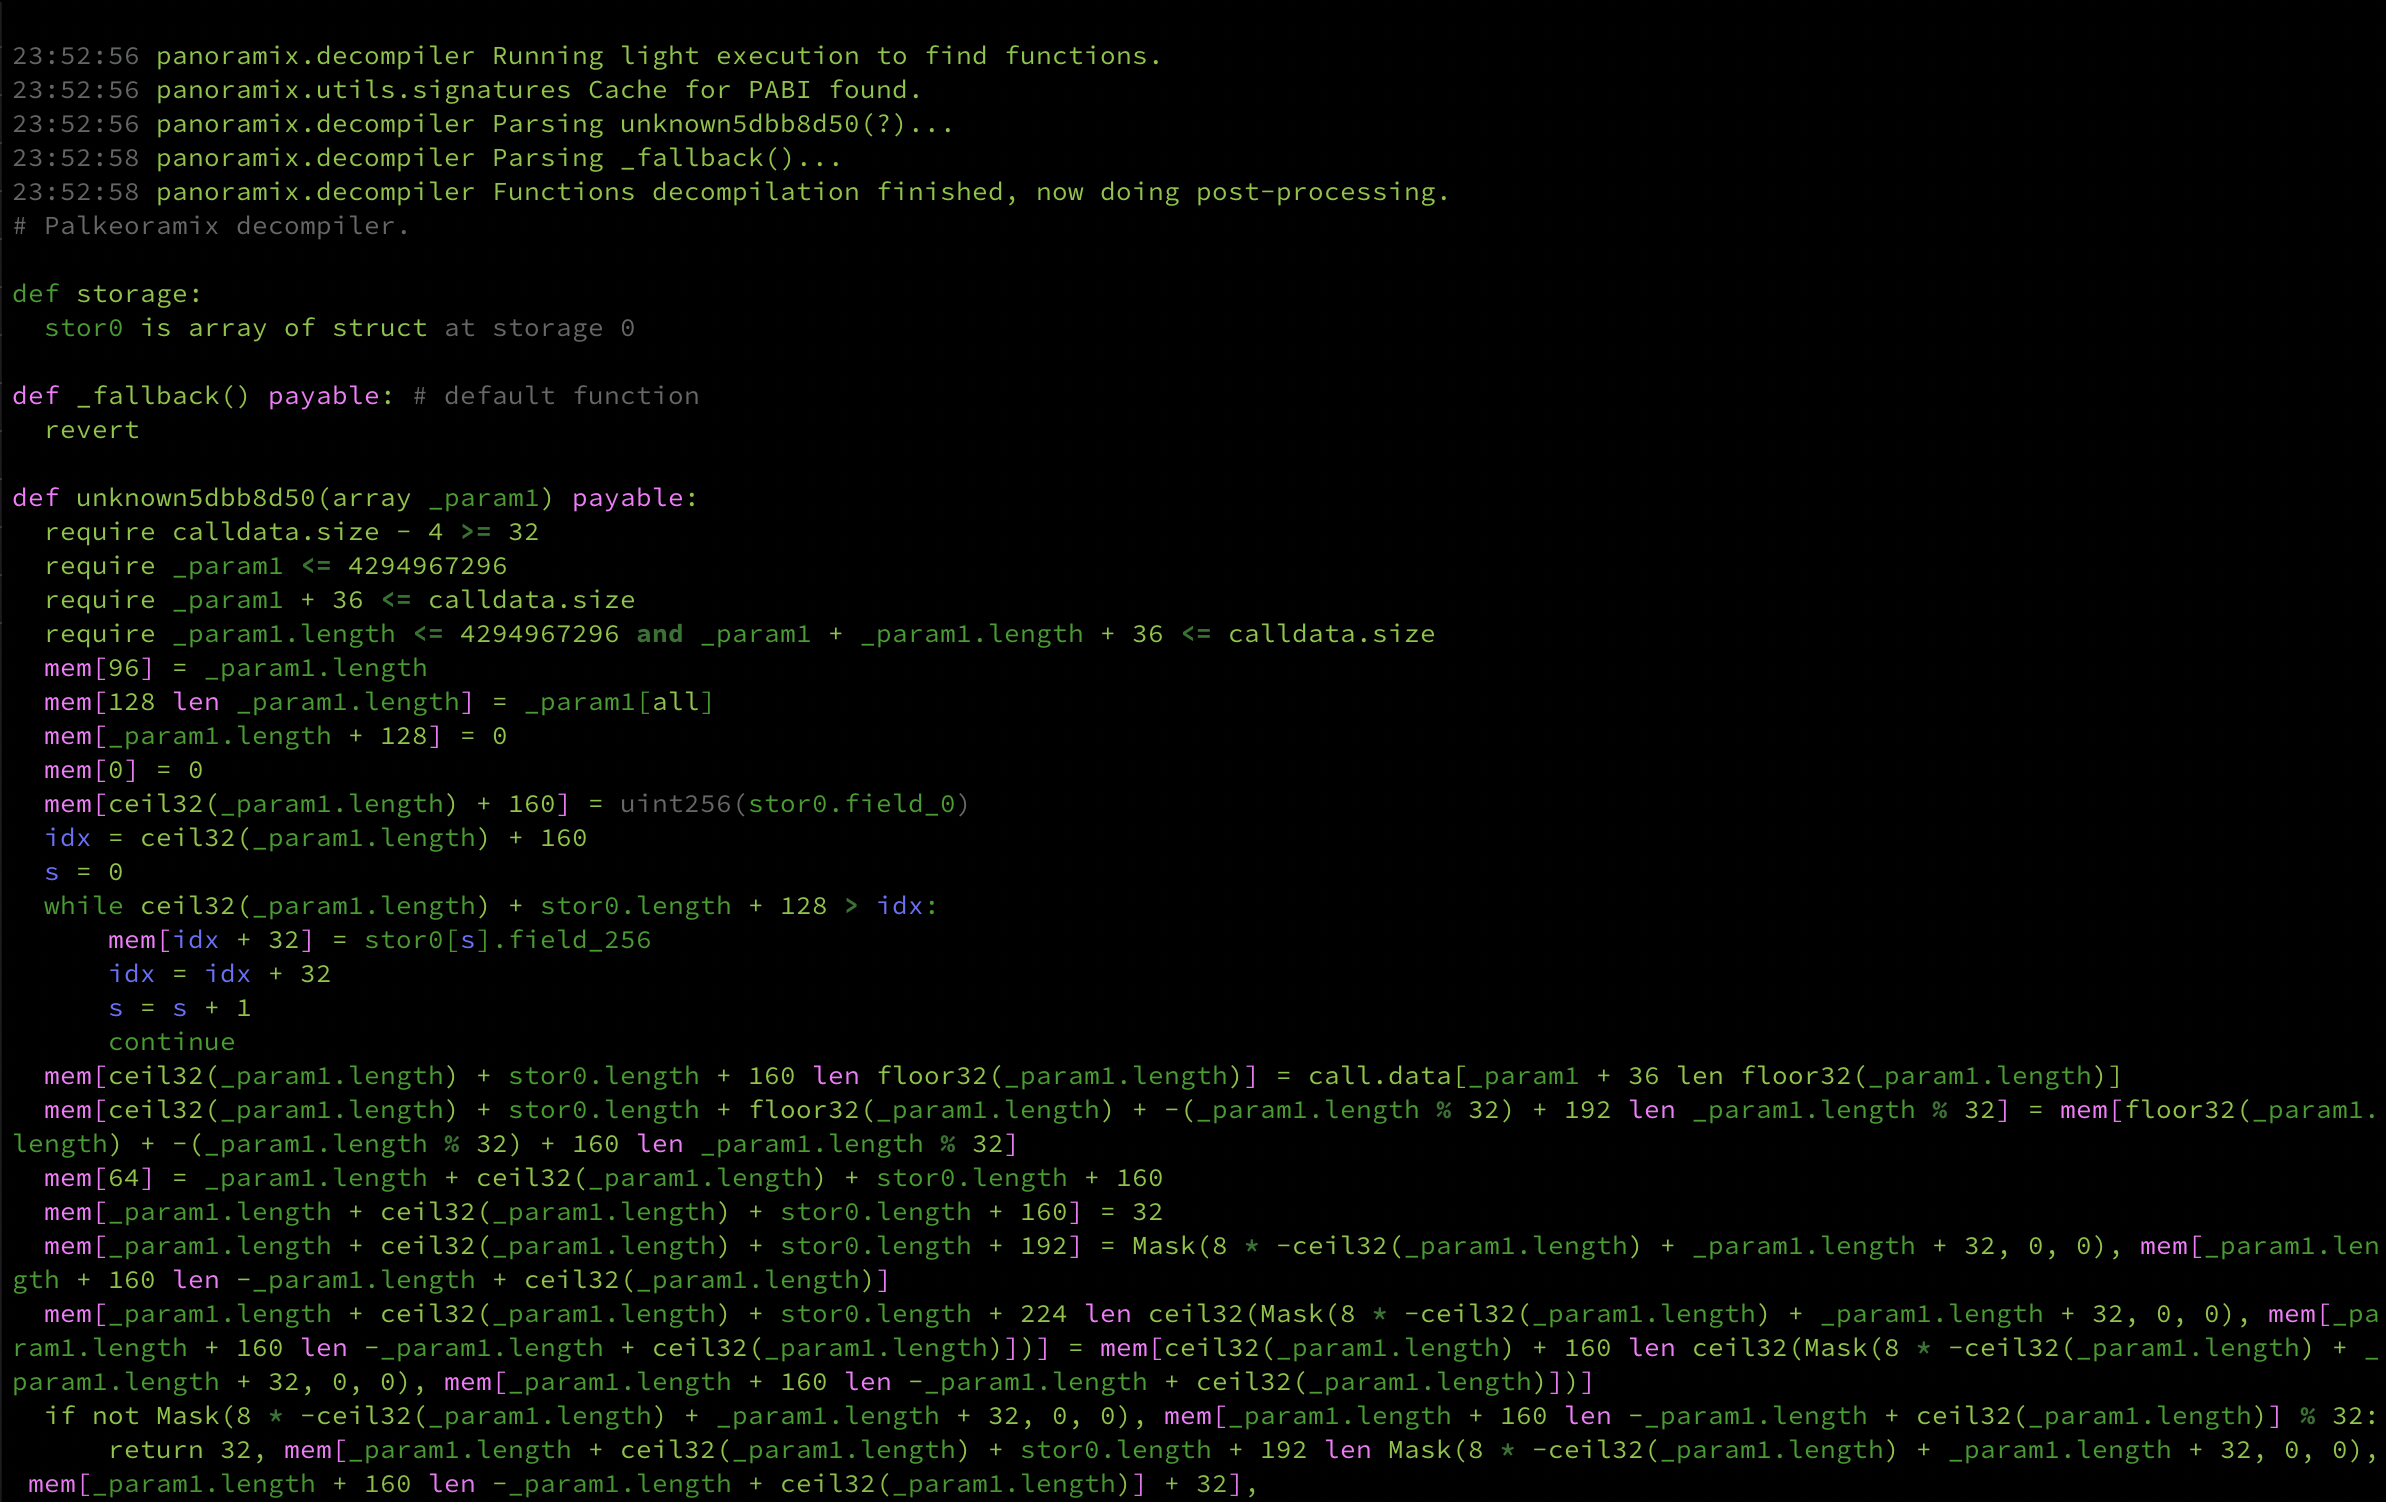 23:52:56 panoramix.decompiler Running light execution to find functions.
23:52:56 panoramix.utils.signatures Cache for PABI found.
23:52:56 panoramix.decompiler Parsing unknown5dbb8d50(?)...
23:52:58 panoramix.decompiler Parsing _fallback()...
23:52:58 panoramix.decompiler Functions decompilation finished, now doing post-processing.
# Palkeoramix decompiler.

def storage:
  stor0 is array of struct at storage 0

def _fallback() payable: # default function
  revert

def unknown5dbb8d50(array _param1) payable:
  require calldata.size - 4 >= 32
  require _param1 <= 4294967296
  require _param1 + 36 <= calldata.size
  require _param1.length <= 4294967296 and _param1 + _param1.length + 36 <= calldata.size
  mem[96] = _param1.length
  mem[128 len _param1.length] = _param1[all]
  mem[_param1.length + 128] = 0
  mem[0] = 0
  mem[ceil32(_param1.length) + 160] = uint256(stor0.field_0)
  idx = ceil32(_param1.length) + 160
  s = 0
  while ceil32(_param1.length) + stor0.length + 128 > idx:
      mem[idx + 32] = stor0[s].field_256
      idx = idx + 32
      s = s + 1
      continue
  mem[ceil32(_param1.length) + stor0.length + 160 len floor32(_param1.length)] = call.data[_param1 + 36 len floor32(_param1.length)]
  mem[ceil32(_param1.length) + stor0.length + floor32(_param1.length) + -(_param1.length % 32) + 192 len _param1.length % 32] = mem[floor32(_param1.
length) + -(_param1.length % 32) + 160 len _param1.length % 32]
  mem[64] = _param1.length + ceil32(_param1.length) + stor0.length + 160
  mem[_param1.length + ceil32(_param1.length) + stor0.length + 160] = 32
  mem[_param1.length + ceil32(_param1.length) + stor0.length + 192] = Mask(8 * -ceil32(_param1.length) + _param1.length + 32, 0, 0), mem[_param1.len
gth + 160 len -_param1.length + ceil32(_param1.length)]
  mem[_param1.length + ceil32(_param1.length) + stor0.length + 224 len ceil32(Mask(8 * -ceil32(_param1.length) + _param1.length + 32, 0, 0), mem[_pa
ram1.length + 160 len -_param1.length + ceil32(_param1.length)])] = mem[ceil32(_param1.length) + 160 len ceil32(Mask(8 * -ceil32(_param1.length) + _
param1.length + 32, 0, 0), mem[_param1.length + 160 len -_param1.length + ceil32(_param1.length)])]
  if not Mask(8 * -ceil32(_param1.length) + _param1.length + 32, 0, 0), mem[_param1.length + 160 len -_param1.length + ceil32(_param1.length)] % 32:
      return 32, mem[_param1.length + ceil32(_param1.length) + stor0.length + 192 len Mask(8 * -ceil32(_param1.length) + _param1.length + 32, 0, 0),
 mem[_param1.length + 160 len -_param1.length + ceil32(_param1.length)] + 32],